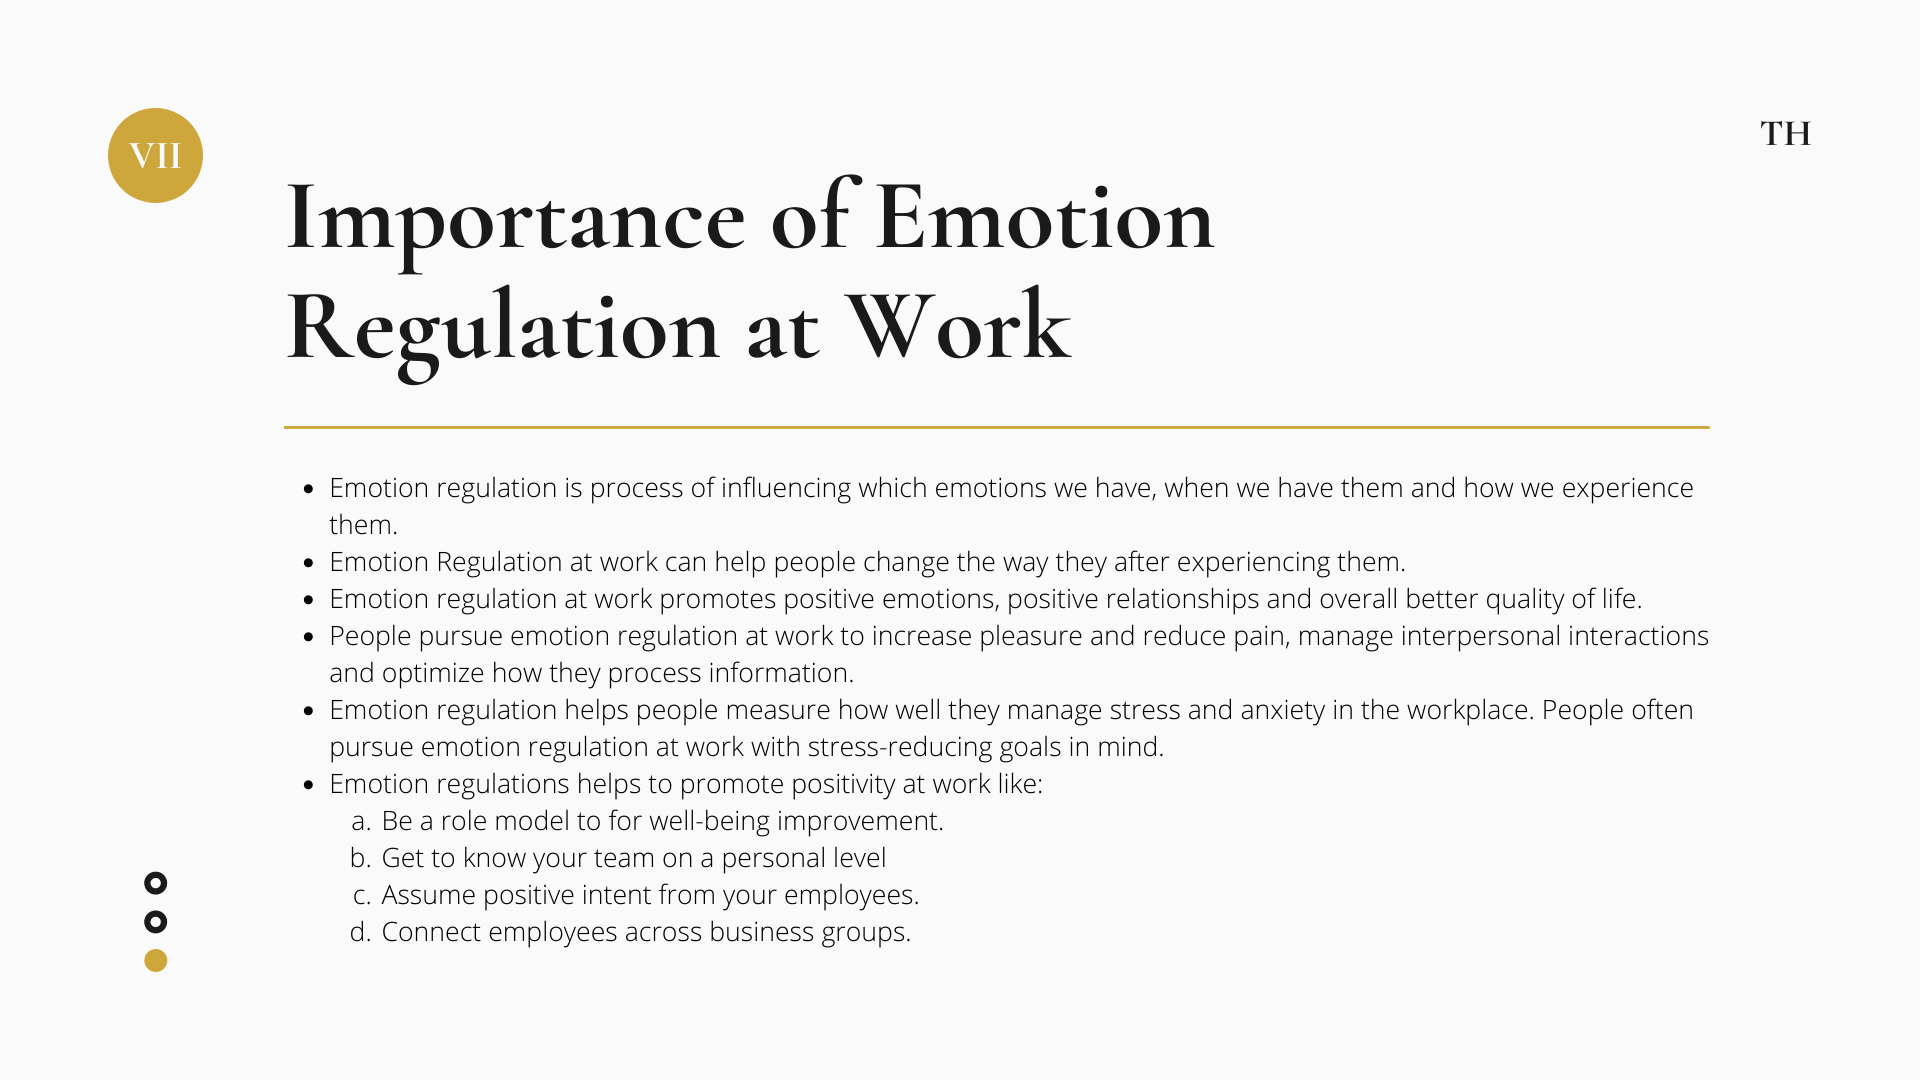 VII
TH
Importance of Emotion
Regulation at Work
• Emotion regulation is process of influencing which emotions we have, when we have them and how we experience
them.
• Emotion Regulation at work can help people change the way they after experiencing them.
• Emotion regulation at work promotes positive emotions, positive relationships and overall better quality of life.
• People pursue emotion regulation at work to increase pleasure and reduce pain, manage interpersonal interactions
and optimize how they process information.
• Emotion regulation helps people measure how well they manage stress and anxiety in the workplace. People often
pursue emotion regulation at work with stress-reducing goals in mind.
• Emotion regulations helps to promote positivity at work like:
a. Be a role model to for well-being improvement.
b. Get to know your team on a personal level
c. Assume positive intent from your employees.
d. Connect employees across business groups.